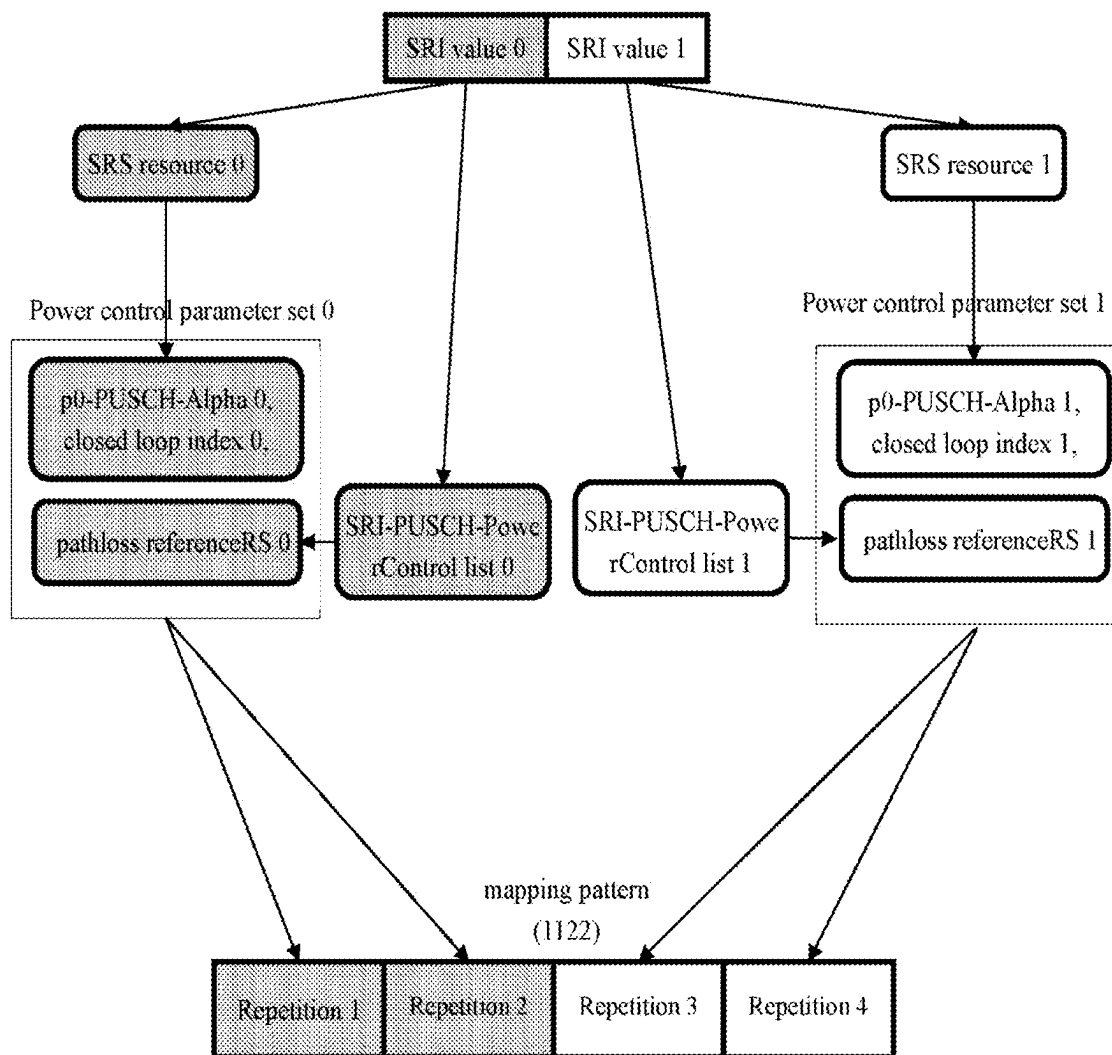 SRI value 0
SRI value 1
SRS resource 0
SRS resource 1
Power control parameter set 0
Power control parameter set 1
p0-PUSCH-Alpha 0,
closed loop index 0,
p0-PUSCH-Alpha 1,
closed loop index 1,
pathloss referenceRS 0
SRI-PUSCH-Powe
rControl list 0
SRI-PUSCH-Powe
rControl list 1
pathloss referenceRS 1
mapping pattern
(1122)
Repetition 1
Repetition 2
Repetition 3
Repetition 4